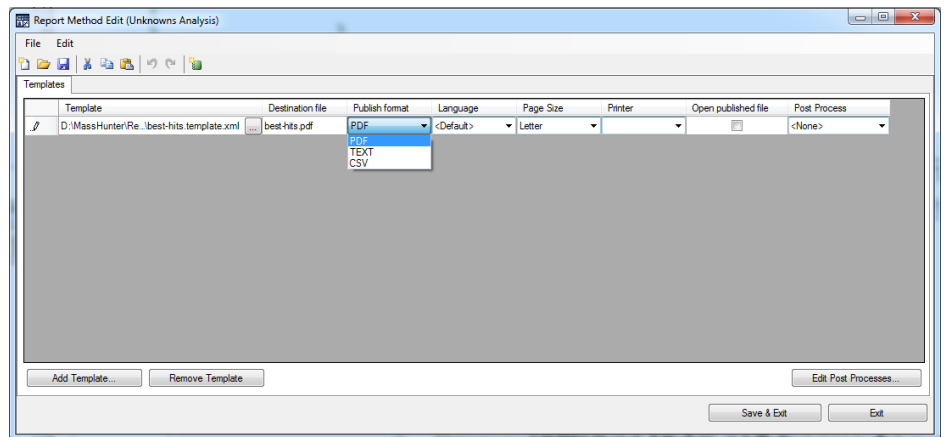 Report Method Edit (Unknowns Analysis)
File Edit
Templates
Template Destination file Publish format Language Page Size Printer Open published file Post Process
D:\MassHunter\Re...\best-hits.template.xml ... best-hits.pdf PDF <Default> Letter <None>
PDF
TEXT
CSV
Add Template... Remove Template Edit Post Processes...
Save & Exit Exit